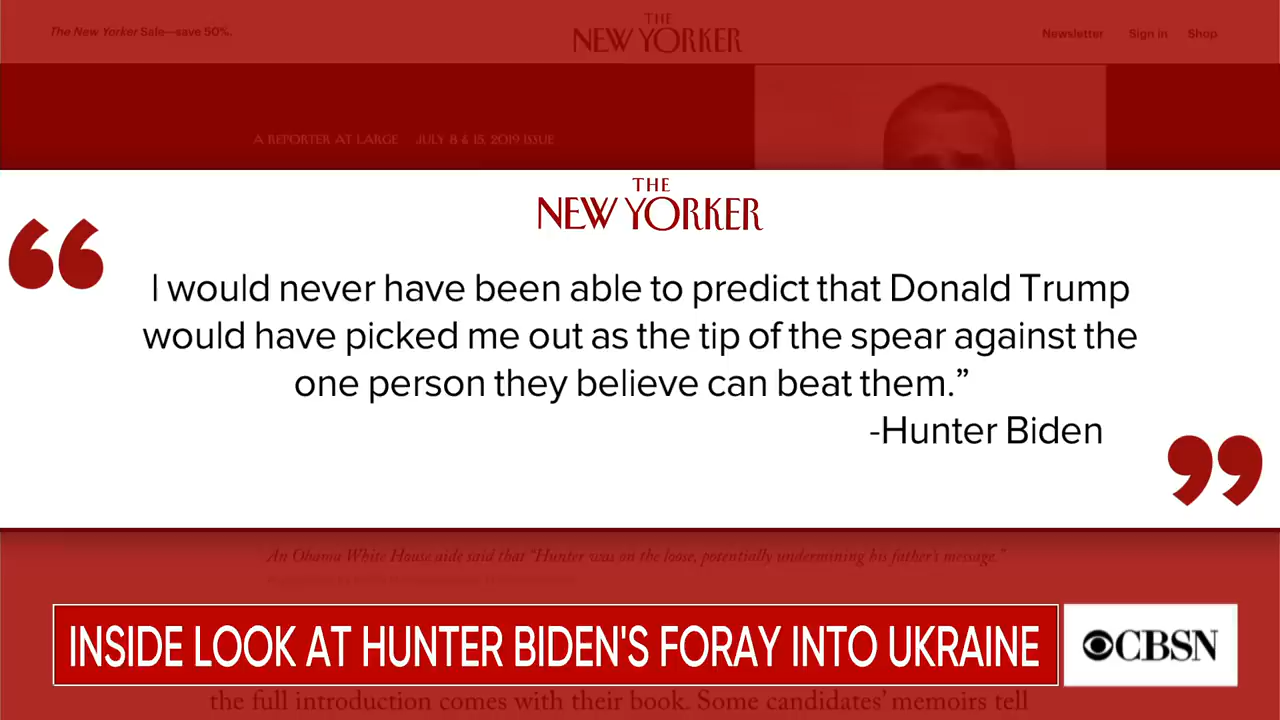 The New Yorker Sale—save 50%.
THE
NEW YORKER
Newsletter Sign in Shop
A REPORTER AT LARGE JULY 8 & 15, 2019 ISSUE
THE
NEW YORKER
“
I would never have been able to predict that Donald Trump
would have picked me out as the tip of the spear against the
one person they believe can beat them.”
-Hunter Biden
”
An Obama White House aide said that “Hunter was on the loose, potentially undermining his father’s message.”
INSIDE LOOK AT HUNTER BIDEN'S FORAY INTO UKRAINE
CBSN
the full introduction comes with their book. Some candidates’ memoirs tell